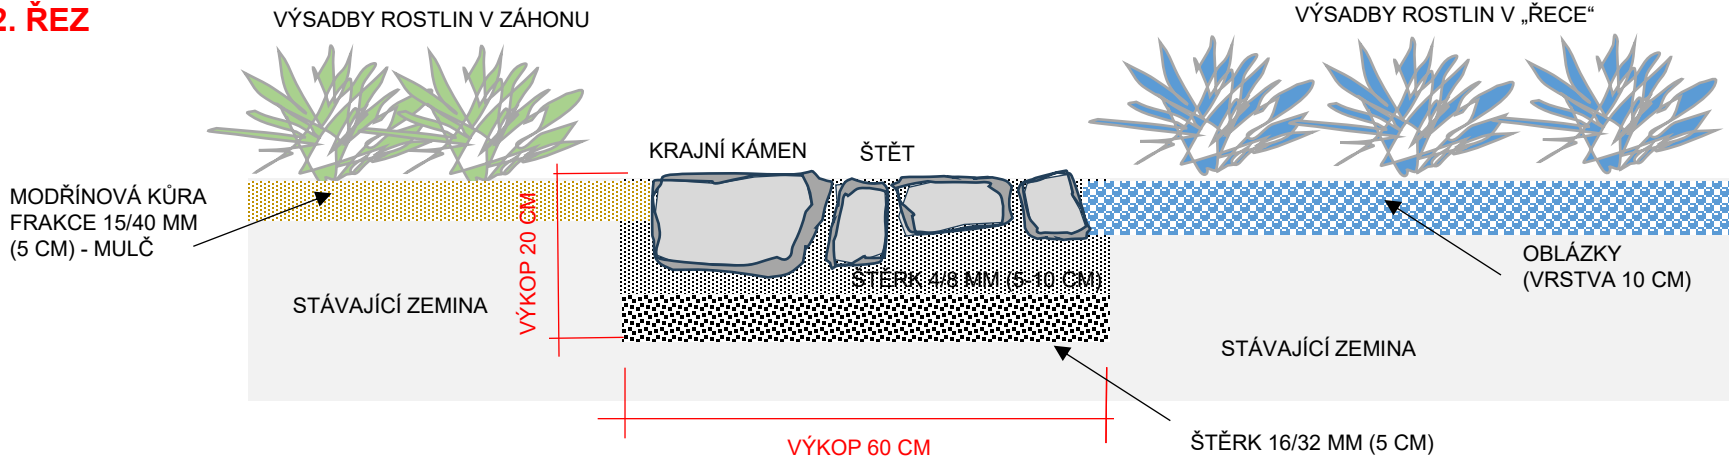 2. ŘEZ
VÝSADBY ROSTLIN V ZÁHONU
VÝSADBY ROSTLIN V „ŘECE“
KRAJNÍ KÁMEN
ŠTĚT
MODŘÍNOVÁ KŮRA
FRAKCE 15/40 MM
(5 CM) - MULČ
VÝKOP 20 CM
OBLÁZKY
(VRSTVA 10 CM)
ŠTĚRK 4/8 MM (5-10 CM)
STÁVAJÍCÍ ZEMINA
STÁVAJÍCÍ ZEMINA
VÝKOP 60 CM
ŠTĚRK 16/32 MM (5 CM)